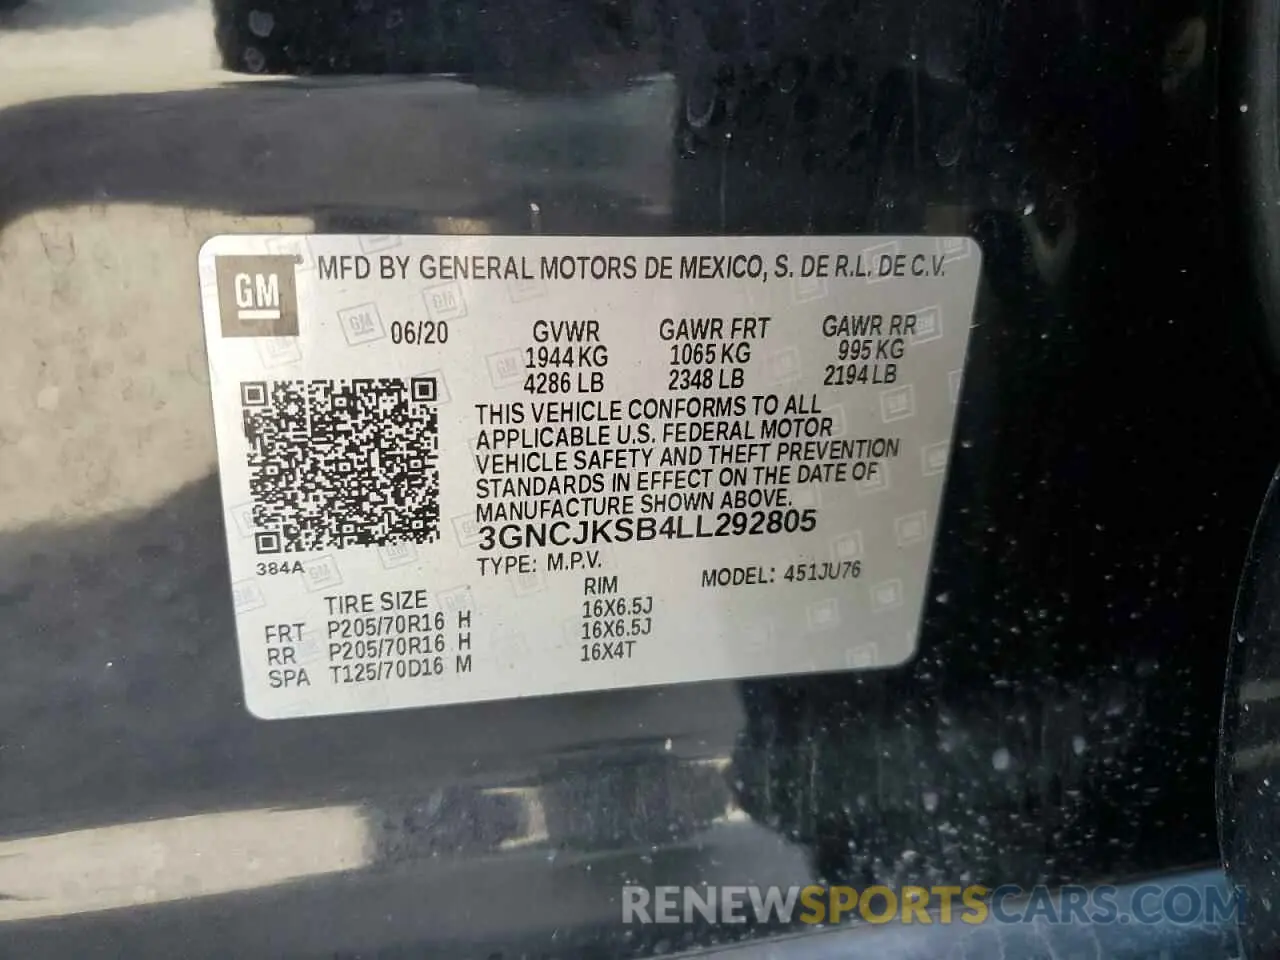 GM MFD BY GENERAL MOTORS DE MEXICO, S. DE R.L. DE C.V.
06/20 GVWR GAWR FRT GAWR RR
1944 KG 1065 KG 995 KG
4286 LB 2348 LB 2194 LB
THIS VEHICLE CONFORMS TO ALL
APPLICABLE U.S. FEDERAL MOTOR
VEHICLE SAFETY AND THEFT PREVENTION
STANDARDS IN EFFECT ON THE DATE OF
MANUFACTURE SHOWN ABOVE.
3GNCJKSB4LL292805
384A
TYPE: M.P.V. MODEL: 451JU76
TIRE SIZE RIM
FRT P205/70R16 H 16X6.5J
RR P205/70R16 H 16X6.5J
SPA T125/70D16 M 16X4T
RENEWSPORTSCARS.COM